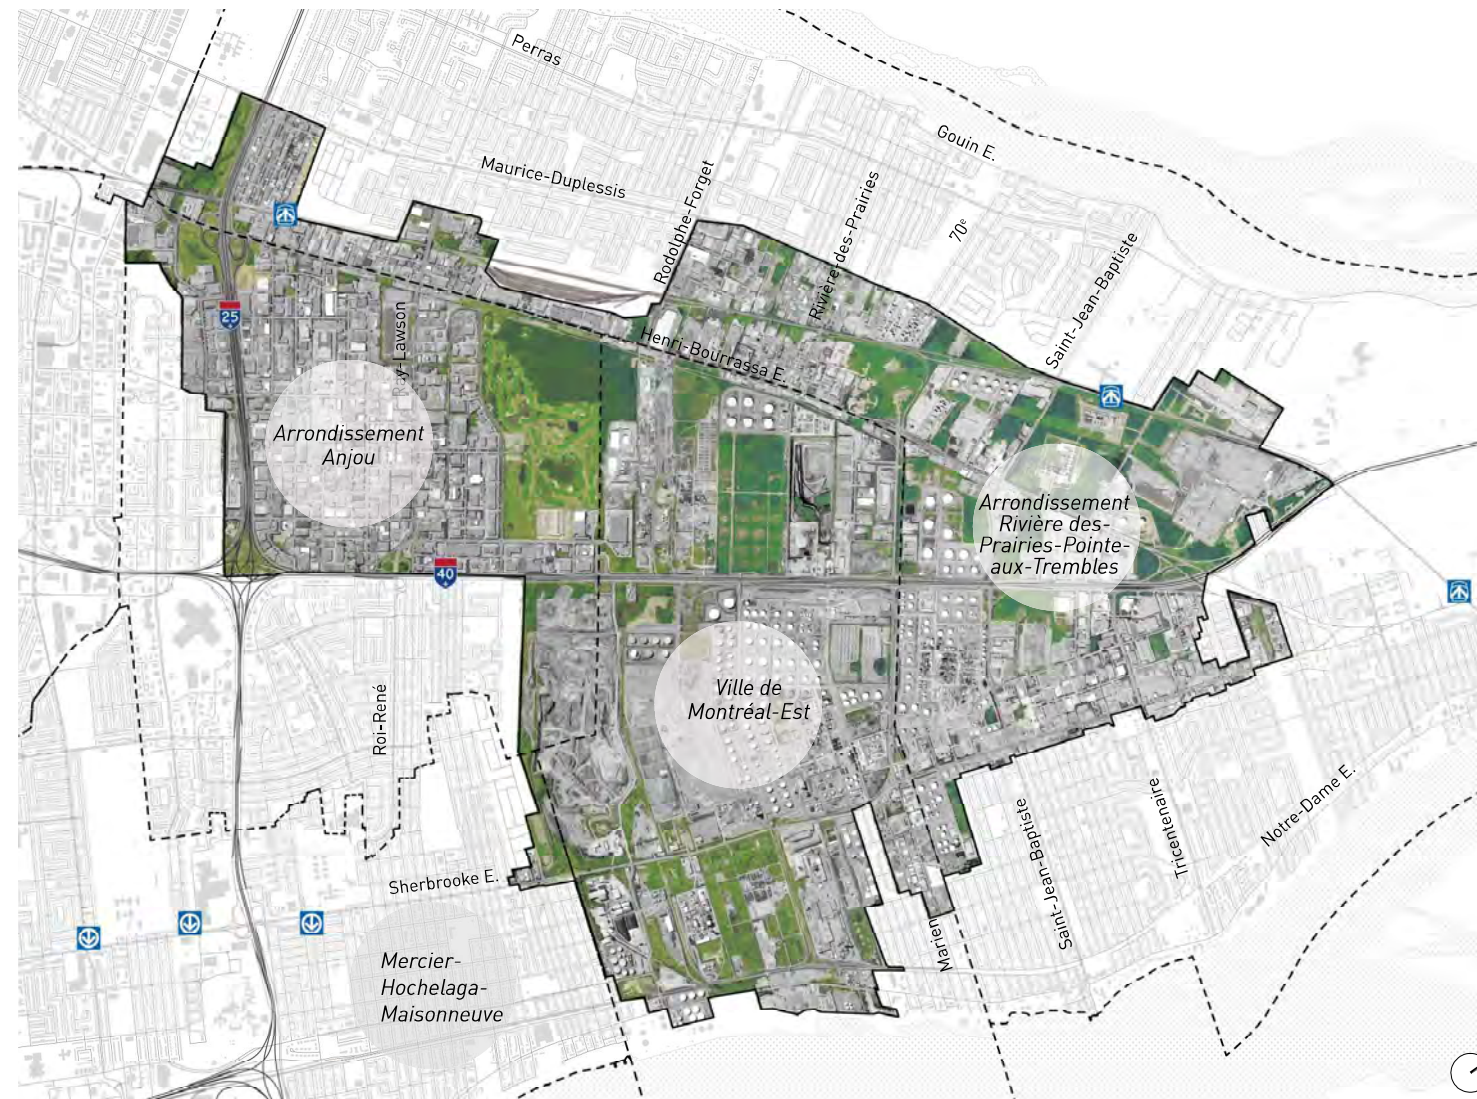 Perras
Gouin E.
Maurice-Duplessis
Rodolphe-Forget
Rivière-des-Prairies
70e
Saint-Jean-Baptiste
25
Henri-Bourrassa E.
Arrondissement
Anjou
Arrondissement
Rivière des-
Prairies-Pointe-
aux-Trembles
40
Ville de
Montréal-Est
Roi-René
Sherbrooke E.
Notre-Dame E.
Tricentenaire
Saint-Jean-Baptiste
Marien
Mercier-
Hochelaga-
Maisonneuve